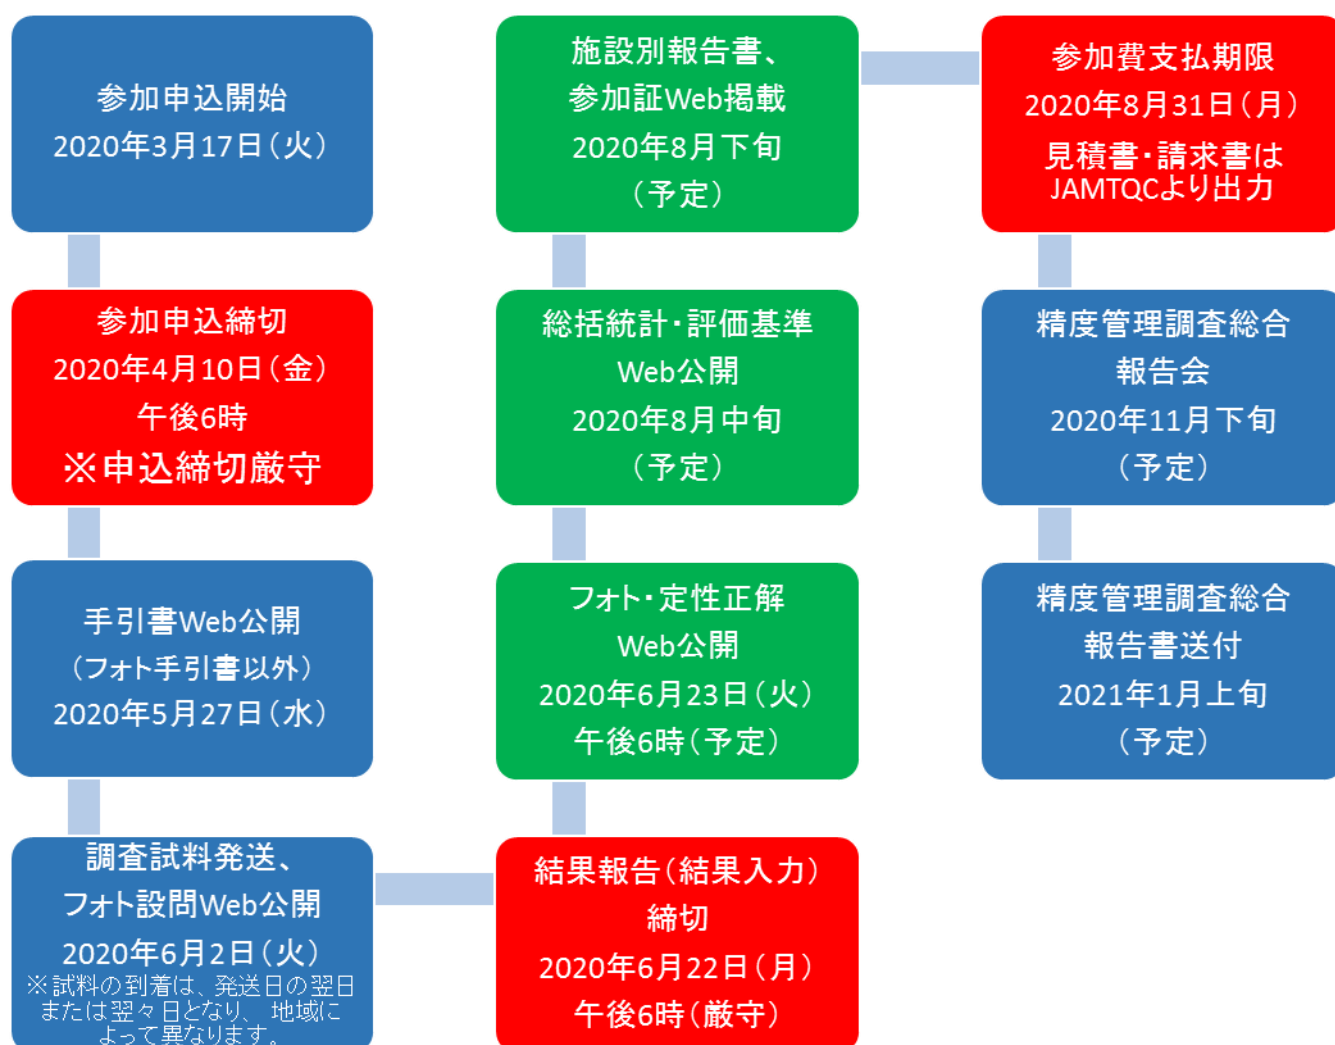 参加申込開始
2020年3月17日（火）
参加申込締切
2020年4月10日（金）
午後6時
※申込締切厳守
手引書Web公開
（フォト手引書以外）
2020年5月27日（水）
調査試料発送、
フォト設問Web公開
2020年6月2日（火）
※試料の到着は、発送日の翌日
または翌々日となり、 地域に
よって異なります。
結果報告（結果入力）
締切
2020年6月22日（月）
午後6時（厳守）
フォト・定性正解
Web公開
2020年6月23日（火）
午後6時（予定）
総括統計・評価基準
Web公開
2020年8月中旬
（予定）
施設別報告書、
参加証Web掲載
2020年8月下旬
（予定）
参加費支払期限
2020年8月31日（月）
見積書・請求書は
JAMTQCより出力
精度管理調査総合
報告会
2020年11月下旬
（予定）
精度管理調査総合
報告書送付
2021年1月上旬
（予定）